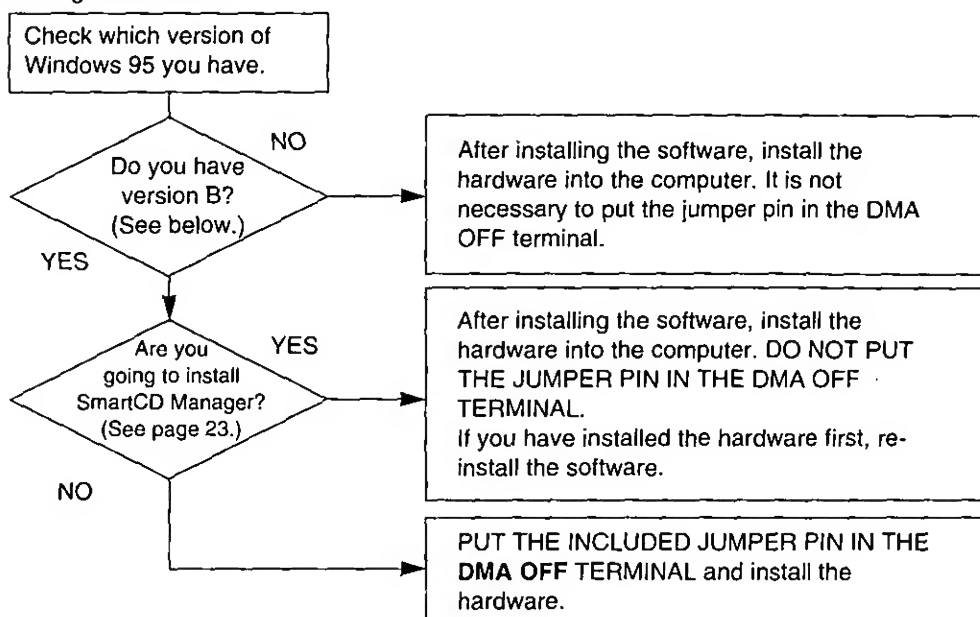 Check which version of
Windows 95 you have.
NO
Do you have
version B?
(See below.)
YES
After installing the software, install the
hardware into the computer. It is not
necessary to put the jumper pin in the DMA
OFF terminal.
Are you
going to install
SmartCD Manager?
(See page 23.)
YES
NO
After installing the software, install the
hardware into the computer. DO NOT PUT
THE JUMPER PIN IN THE DMA OFF
TERMINAL.
If you have installed the hardware first, re-
install the software.
PUT THE INCLUDED JUMPER PIN IN THE
DMA OFF TERMINAL and install the
hardware.